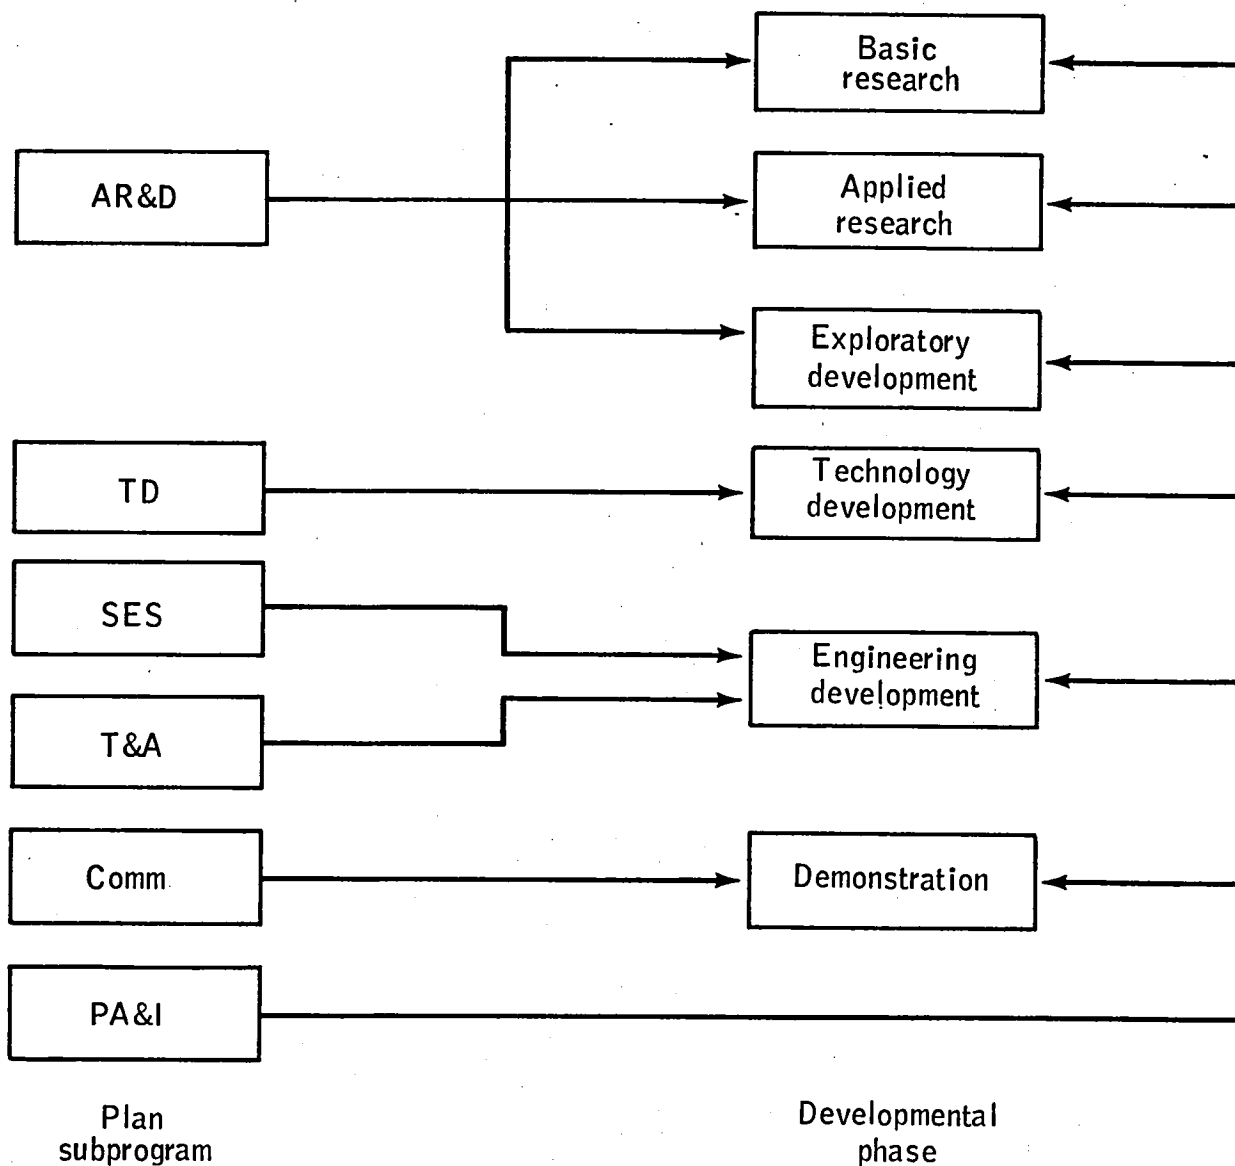 Basic
research
AR&D
Applied
research
Exploratory
development
TD
Technology
development
SES
Engineering
development
T&A
Comm
Demonstration
PA&I
Plan
subprogram
Developmental
phase